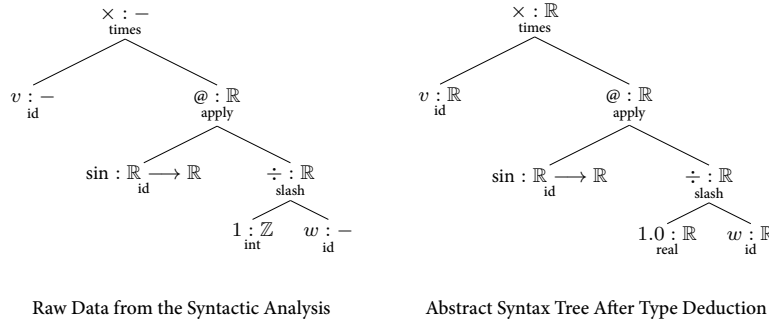 × : −
times
× : ℝ
times
v : −
id
@ : ℝ
apply
v : ℝ
id
@ : ℝ
apply
sin : ℝ ⟶ ℝ
id
÷ : ℝ
slash
sin : ℝ ⟶ ℝ
id
÷ : ℝ
slash
1 : ℤ
int
w : −
id
1.0 : ℝ
real
w : ℝ
id
Raw Data from the Syntactic Analysis
Abstract Syntax Tree After Type Deduction